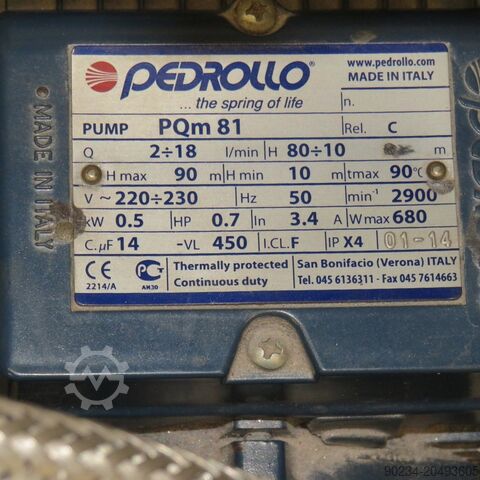 PEDROLLO
... the spring of life
www.pedrollo.com
MADE IN ITALY
n.
PUMP PQm 81 Rel. C
Q 2÷18 l/min H 80÷10 m
H max 90 m H min 10 m tmax 90°C
V ~ 220÷230 Hz 50 min-1 2900
kW 0.5 HP 0.7 In 3.4 A W max 680
C. µF 14 -VL 450 I.CL. F IP X4 01-14
CE
2214/A
АИ30
Thermally protected
Continuous duty
San Bonifacio (Verona) ITALY
Tel. 045 6136311 - Fax 045 7614663
MADE IN ITALY
90234-20493605